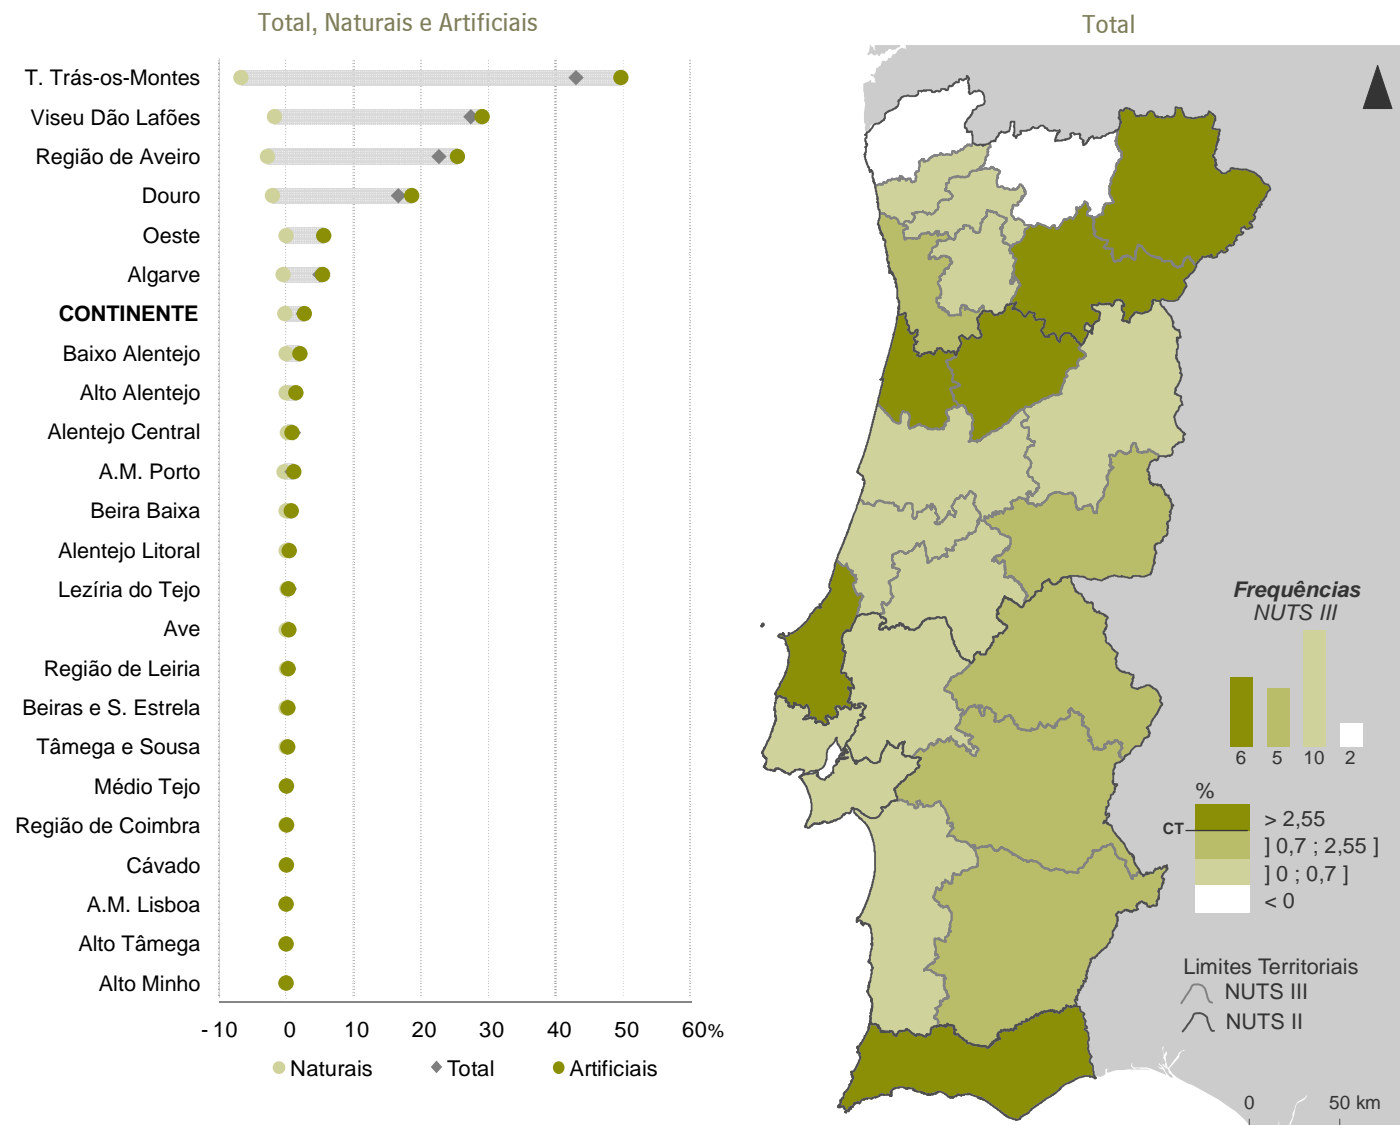 Total, Naturais e Artificiais
T. Trás-os-Montes
Viseu Dão Lafões
Região de Aveiro
Douro
Oeste
Algarve
CONTINENTE
Baixo Alentejo
Alto Alentejo
Alentejo Central
A.M. Porto
Beira Baixa
Alentejo Litoral
Lezíria do Tejo
Ave
Região de Leiria
Beiras e S. Estrela
Tâmega e Sousa
Médio Tejo
Região de Coimbra
Cávado
A.M. Lisboa
Alto Tâmega
Alto Minho
- 10 0 10 20 30 40 50 60%
Naturais Total Artificiais
Total
Frequências
NUTS III
6 5 10 2
%
> 2,55
CT
] 0,7 ; 2,55 ]
] 0 ; 0,7 ]
< 0
Limites Territoriais
NUTS III
NUTS II
0 50 km